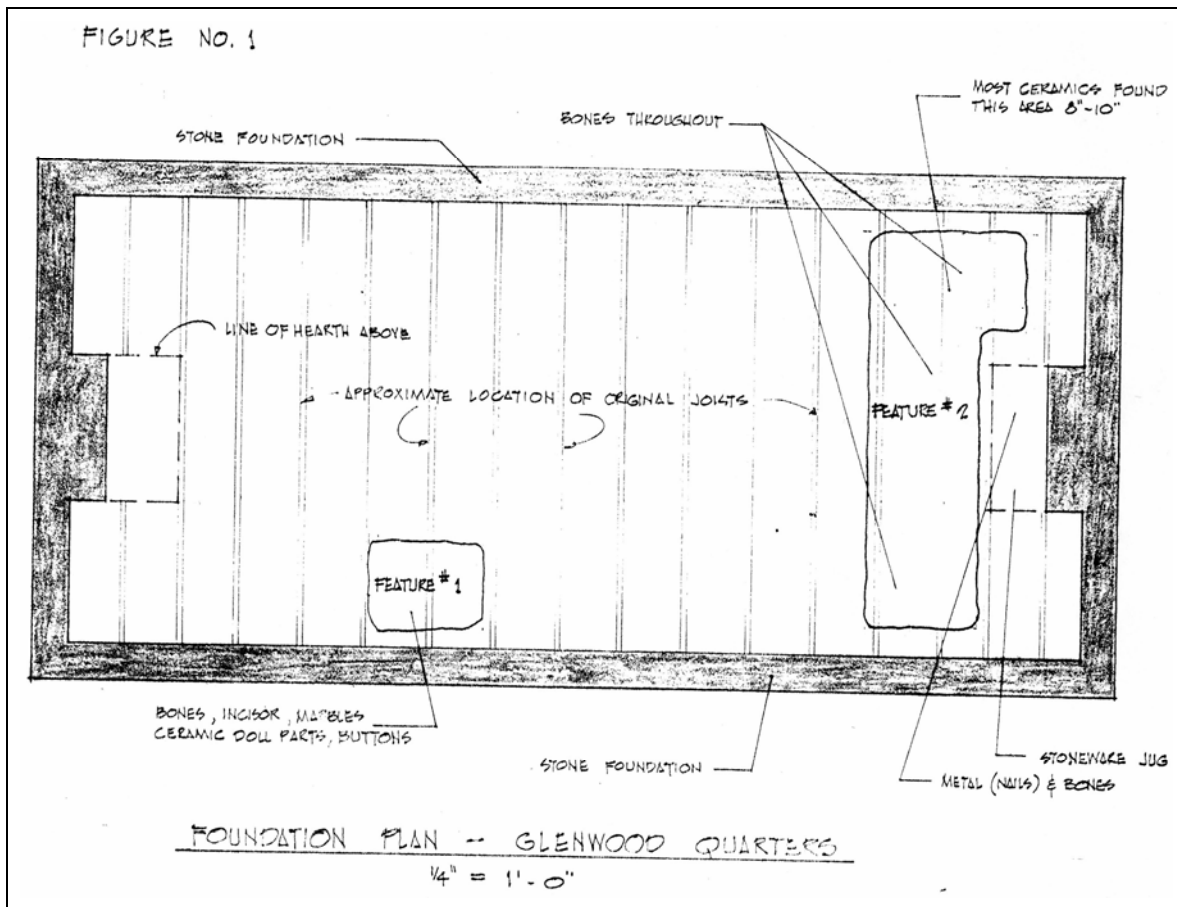 FIGURE NO. 1
MOST CERAMICS FOUND
THIS AREA 8"-10"
BONES THROUGHOUT
STONE FOUNDATION
LINE OF HEARTH ABOVE
APPROXIMATE LOCATION OF ORIGINAL JOISTS
FEATURE # 2
FEATURE # 1
BONES, INCISOR, MARBLES
CERAMIC DOLL PARTS, BUTTONS
STONE FOUNDATION
STONEWARE JUG
METAL (NAILS) & BONES
FOUNDATION PLAN -- GLENWOOD QUARTERS
1/4" = 1'-0"